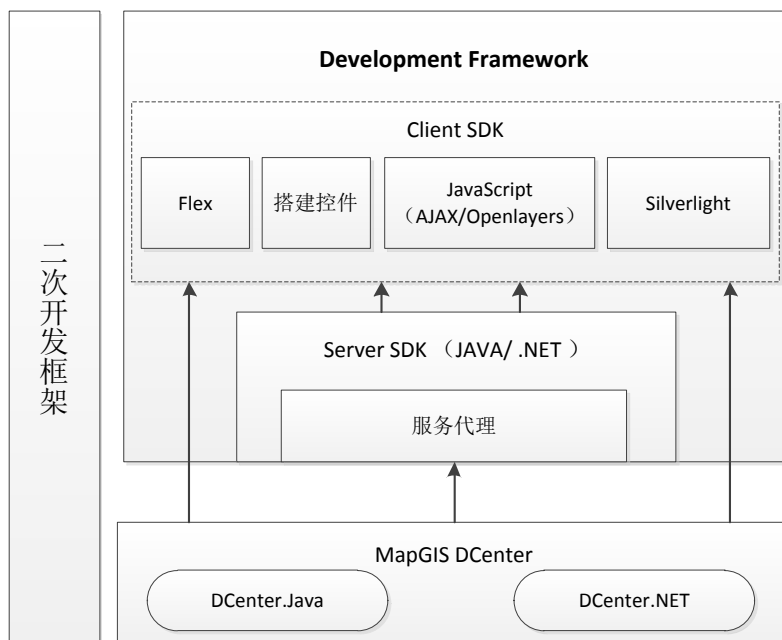 二次开发框架
Development Framework
Client SDK
Flex
搭建控件
JavaScript
（AJAX/Openlayers）
Silverlight
Server SDK （JAVA/ .NET ）
服务代理
MapGIS DCenter
DCenter.Java
DCenter.NET